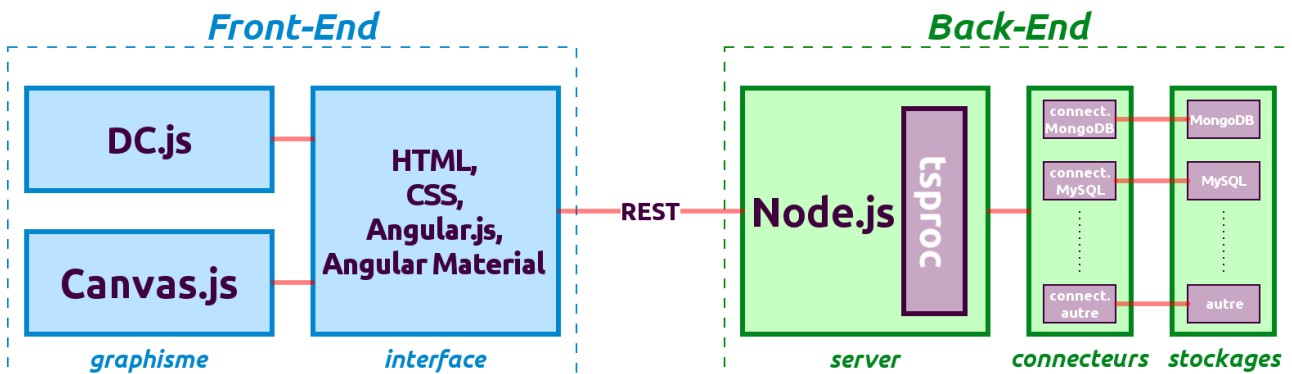 Front-End
Back-End
DC.js
Canvas.js
graphisme
HTML,
CSS,
Angular.js,
Angular Material
interface
REST
Node.js
tsproc
server
connect.
MongoDB
connect.
MySQL
connect.
autre
connecteurs
MongoDB
MySQL
autre
stockages